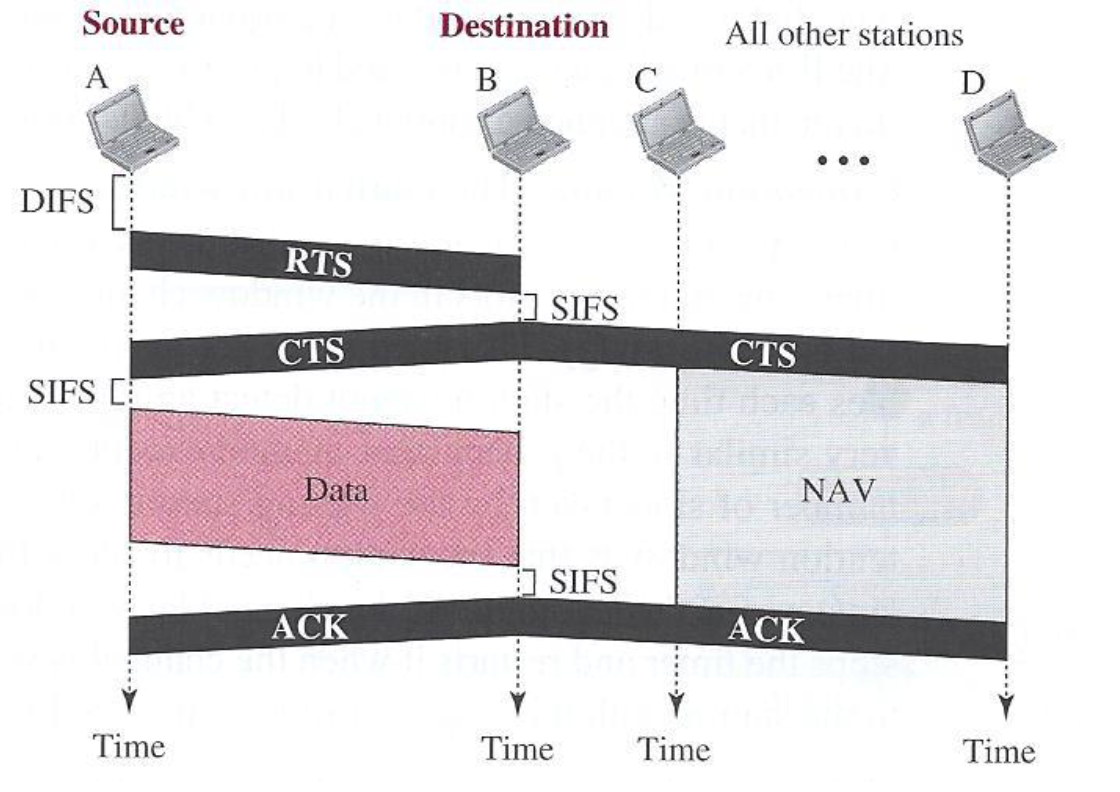 Source
Destination
All other stations
A
B
C
D
DIFS
RTS
SIFS
CTS
CTS
SIFS
Data
NAV
SIFS
ACK
ACK
Time
Time
Time
Time